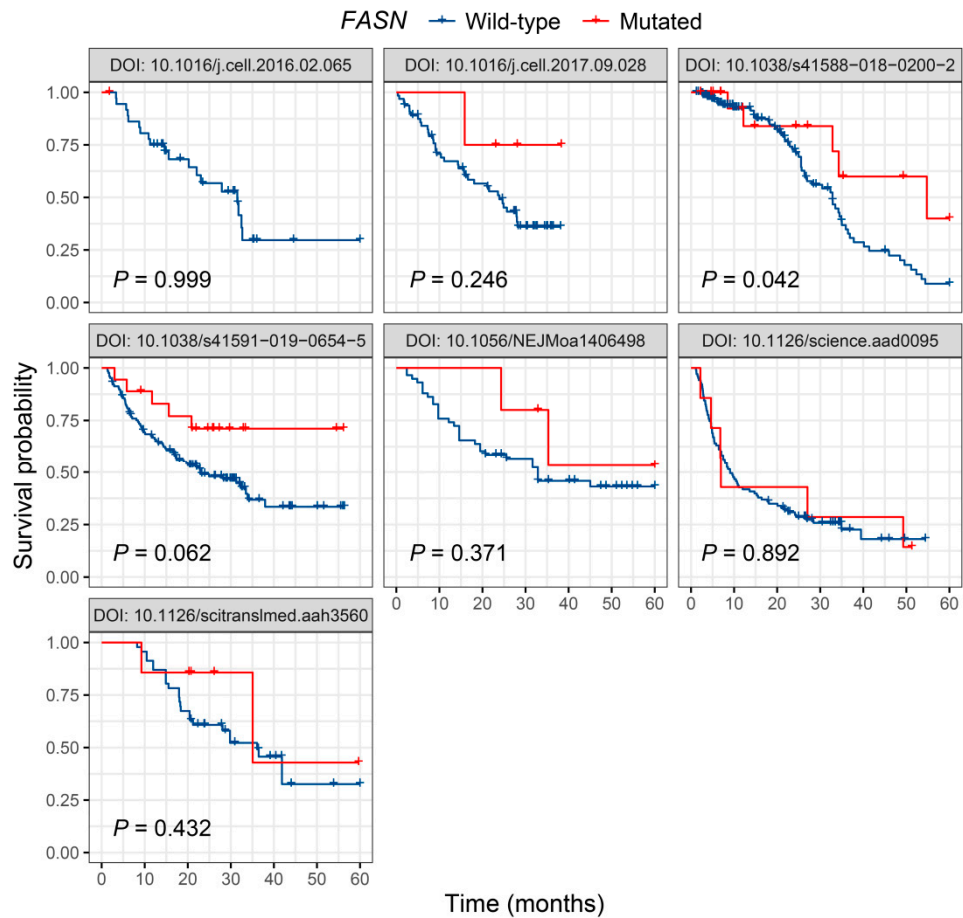 FASN Wild-type Mutated
DOI: 10.1016/j.cell.2016.02.065 DOI: 10.1016/j.cell.2017.09.028 DOI: 10.1038/s41588−018−0200−2
1.00
0.75
0.50
0.25
0.00
P = 0.999 P = 0.246 P = 0.042
DOI: 10.1038/s41591−019−0654−5 DOI: 10.1056/NEJMoa1406498 DOI: 10.1126/science.aad0095
Survival probability
1.00
0.75
0.50
0.25
0.00
P = 0.062 P = 0.371 P = 0.892
0 10 20 30 40 50 60 0 10 20 30 40 50 60
DOI: 10.1126/scitranslmed.aah3560
1.00
0.75
0.50
0.25
0.00
P = 0.432
0 10 20 30 40 50 60
Time (months)